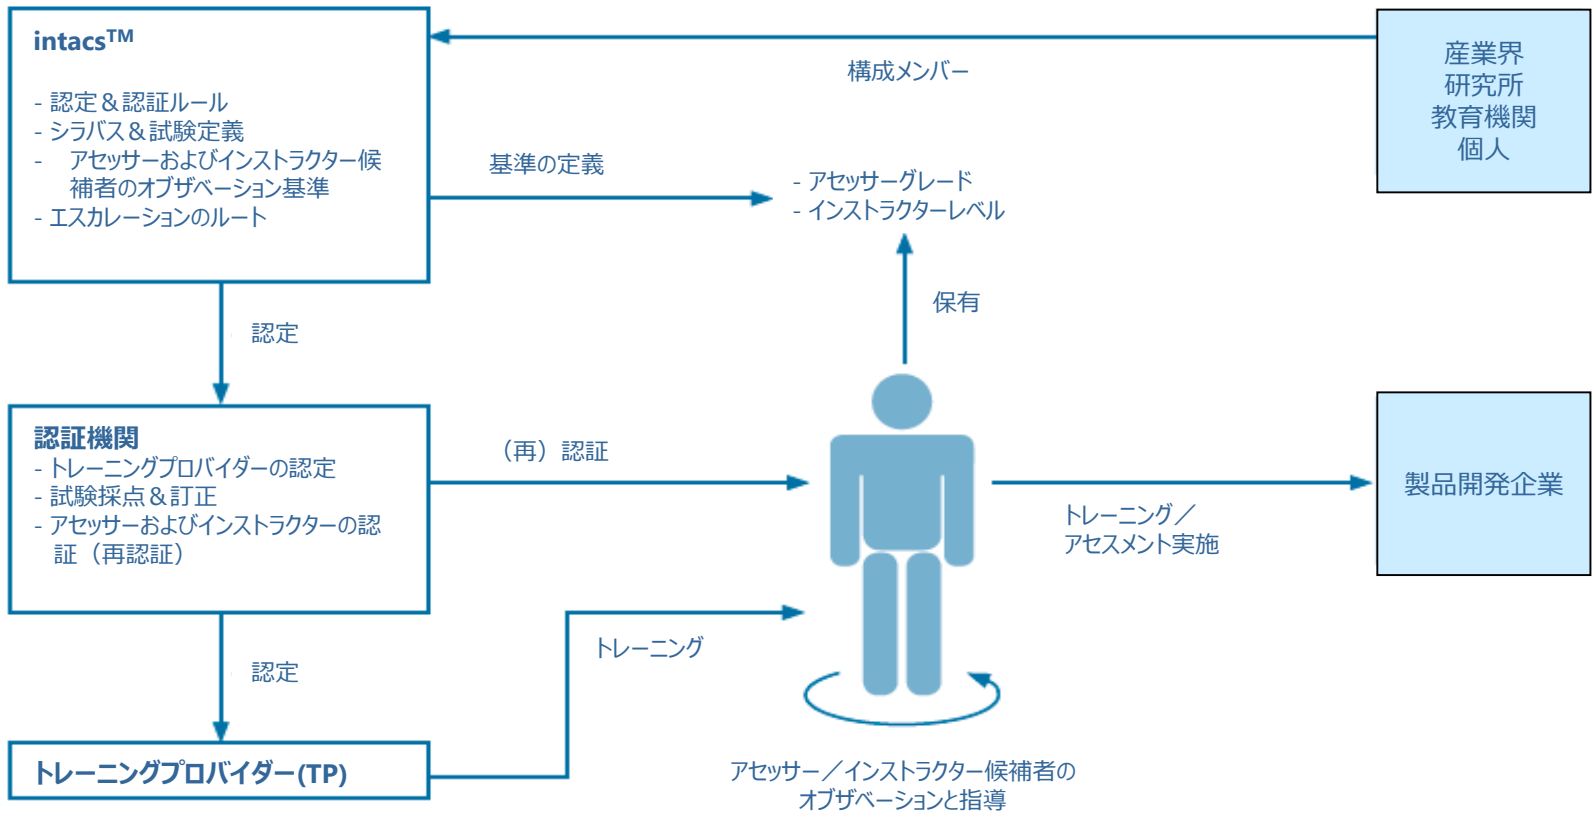 intacs™
- 認定＆認証ルール
- シラバス＆試験定義
- アセッサーおよびインストラクター候
補者のオブザベーション基準
- エスカレーションのルート
構成メンバー
産業界
研究所
教育機関
個人
基準の定義
- アセッサーグレード
- インストラクターレベル
保有
認定
認証機関
- トレーニングプロバイダーの認定
- 試験採点＆訂正
- アセッサーおよびインストラクターの認
証（再認証）
（再）認証
トレーニング／
アセスメント実施
製品開発企業
認定
トレーニング
トレーニングプロバイダー(TP)
アセッサー／インストラクター候補者の
オブザベーションと指導